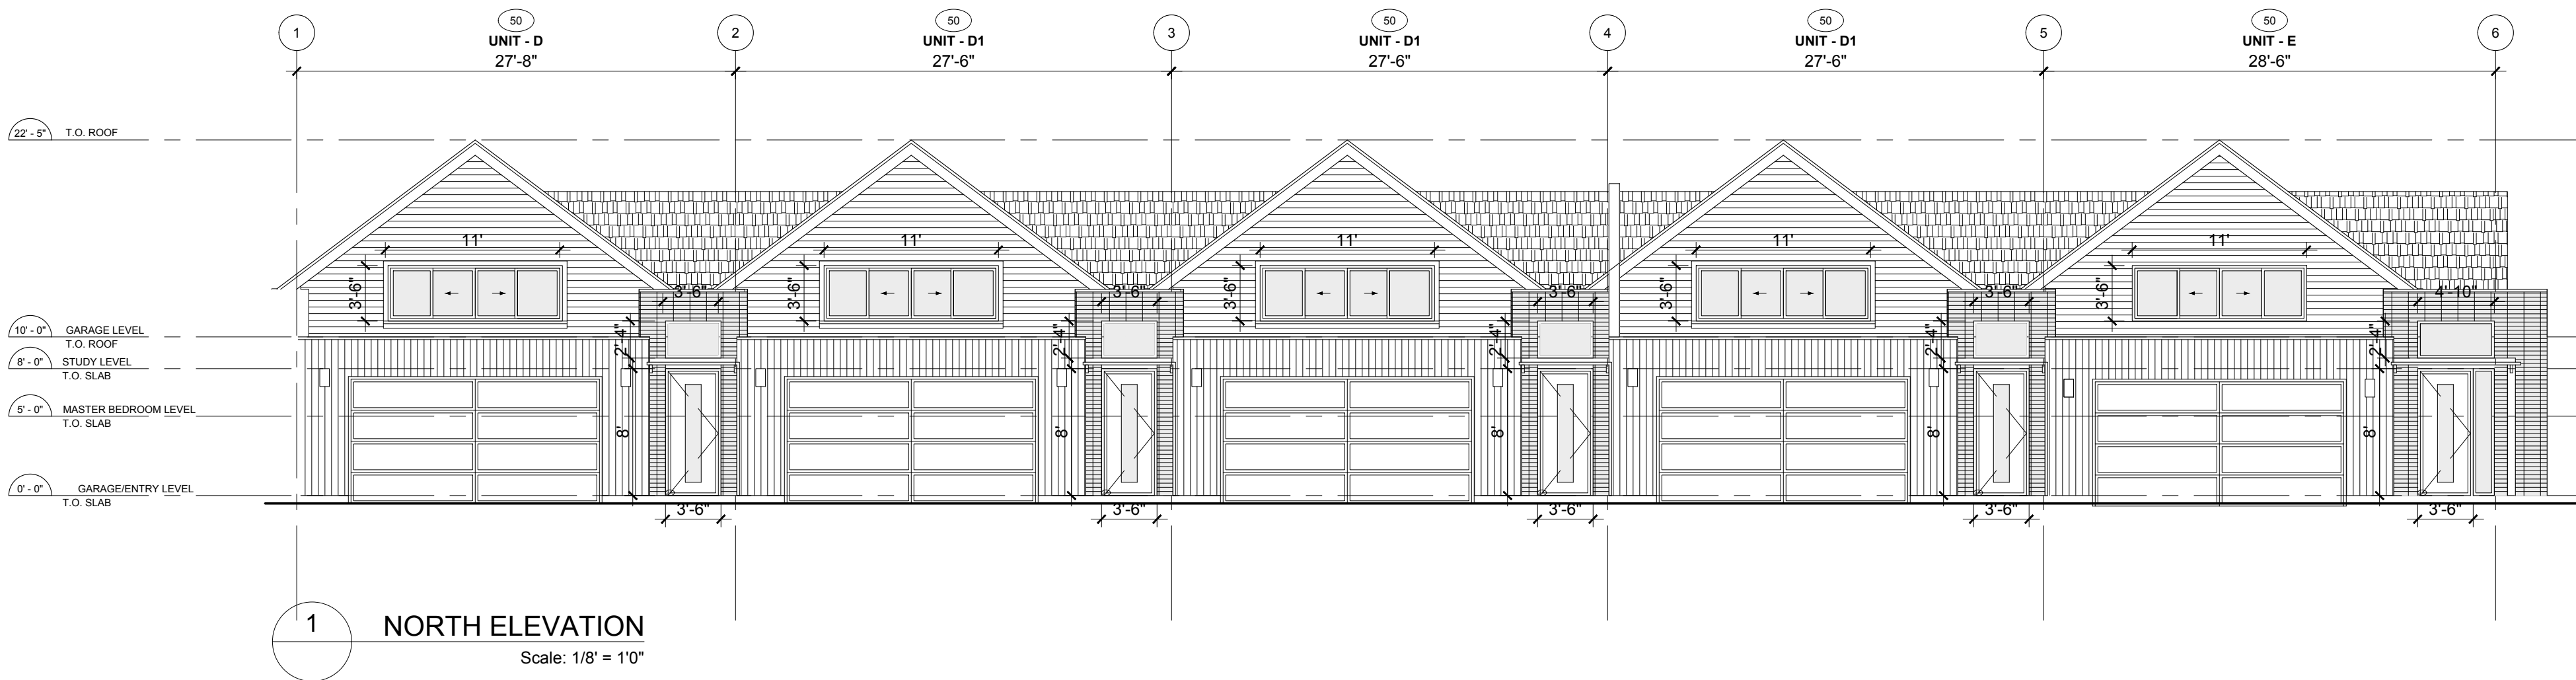 1
50
UNIT - D
27'-8"
2
50
UNIT - D1
27'-6"
3
50
UNIT - D1
27'-6"
4
50
UNIT - D1
27'-6"
5
50
UNIT - E
28'-6"
6
22' - 5" T.O. ROOF
11'
11'
11'
11'
11'
3'-6"
3'-6"
3'-6"
3'-6"
3'-6"
3'-6"
3'-6"
3'-6"
3'-6"
4'-10"
10' - 0" GARAGE LEVEL
T.O. ROOF
2'-4"
2'-4"
2'-4"
2'-4"
2'-4"
8' - 0" STUDY LEVEL
T.O. SLAB
5' - 0" MASTER BEDROOM LEVEL
T.O. SLAB
8'
8'
8'
8'
8'
0' - 0" GARAGE/ENTRY LEVEL
T.O. SLAB
3'-6"
3'-6"
3'-6"
3'-6"
3'-6"
1
NORTH ELEVATION
Scale: 1/8' = 1'0"